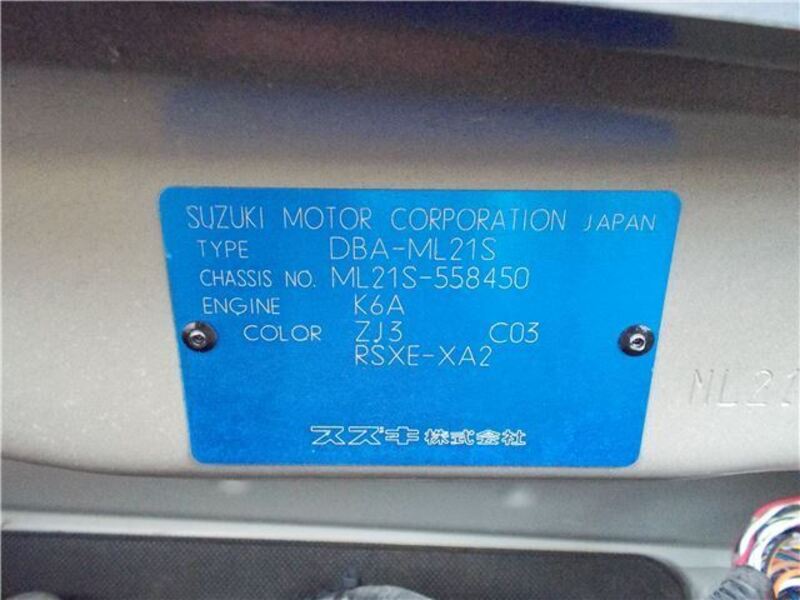 SUZUKI MOTOR CORPORATION JAPAN
TYPE DBA-ML21S
CHASSIS NO. ML21S-558450
ENGINE K6A
COLOR ZJ3 C03
RSXE-XA2
スズキ株式会社
ML21